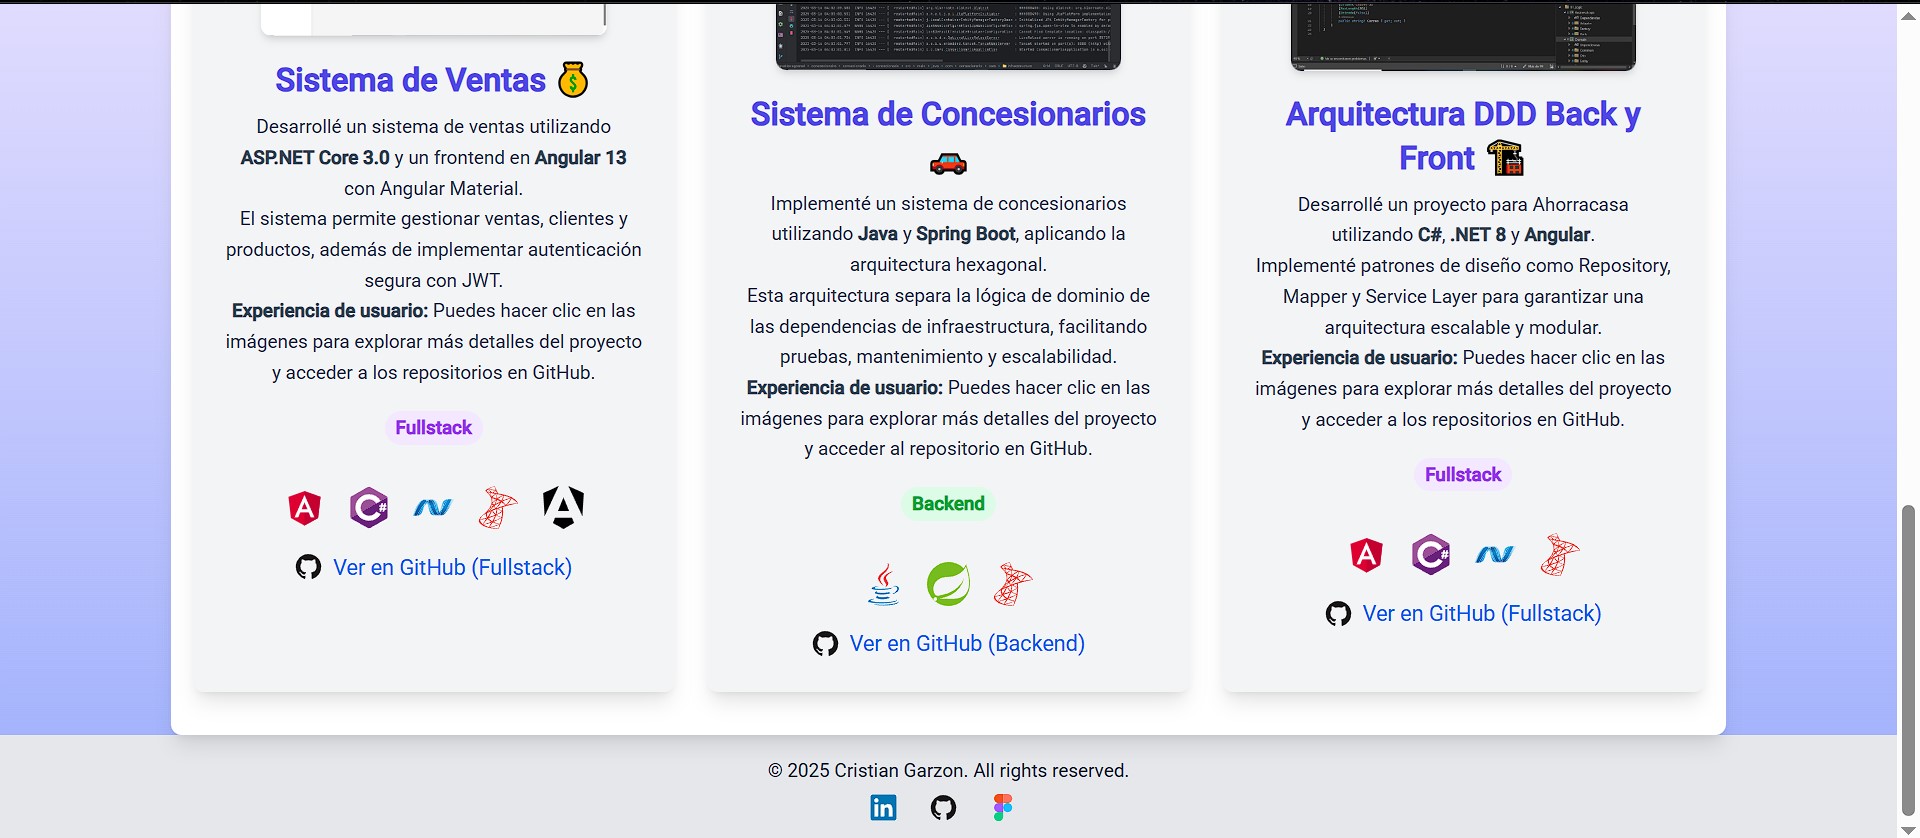 Sistema de Ventas 💰
Desarrollé un sistema de ventas utilizando
ASP.NET Core 3.0 y un frontend en Angular 13
con Angular Material.
El sistema permite gestionar ventas, clientes y
productos, además de implementar autenticación
segura con JWT.
Experiencia de usuario: Puedes hacer clic en las
imágenes para explorar más detalles del proyecto
y acceder a los repositorios en GitHub.
Fullstack
Ver en GitHub (Fullstack)
Sistema de Concesionarios
🚗
Implementé un sistema de concesionarios
utilizando Java y Spring Boot, aplicando la
arquitectura hexagonal.
Esta arquitectura separa la lógica de dominio de
las dependencias de infraestructura, facilitando
pruebas, mantenimiento y escalabilidad.
Experiencia de usuario: Puedes hacer clic en las
imágenes para explorar más detalles del proyecto
y acceder al repositorio en GitHub.
Backend
Ver en GitHub (Backend)
Arquitectura DDD Back y
Front 🏗️
Desarrollé un proyecto para Ahorracasa
utilizando C#, .NET 8 y Angular.
Implementé patrones de diseño como Repository,
Mapper y Service Layer para garantizar una
arquitectura escalable y modular.
Experiencia de usuario: Puedes hacer clic en las
imágenes para explorar más detalles del proyecto
y acceder a los repositorios en GitHub.
Fullstack
Ver en GitHub (Fullstack)
© 2025 Cristian Garzon. All rights reserved.